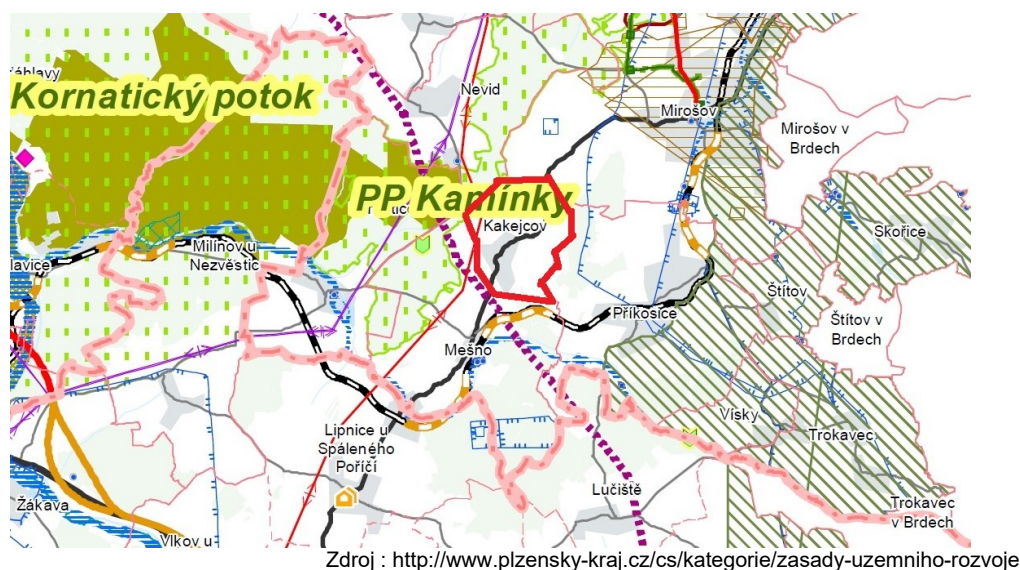 Nevid
Kornatický potok
Mirošov
Mirošov v
Brdech
PP Kamínky
Kakejcov
Skořice
Milínov u
Nezvěstic
Štítov
Příkosice
Štítov v
Brdech
Mešno
Vísky
Trokavec
Lipnice u
Spáleného
Poříčí
Lučiště
Žákava
Trokavec
v Brdech
Vlkov u
Zdroj : http://www.plzensky-kraj.cz/cs/kategorie/zasady-uzemniho-rozvoje